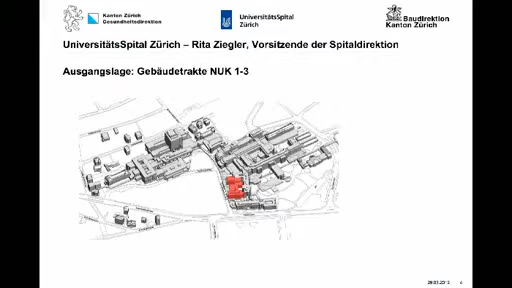 Kanton Zürich
Gesundheitsdirektion
UniversitätsSpital
Zürich
Baudirektion
Kanton Zürich
UniversitätsSpital Zürich – Rita Ziegler, Vorsitzende der Spitaldirektion
Ausgangslage: Gebäudetrakte NUK 1-3